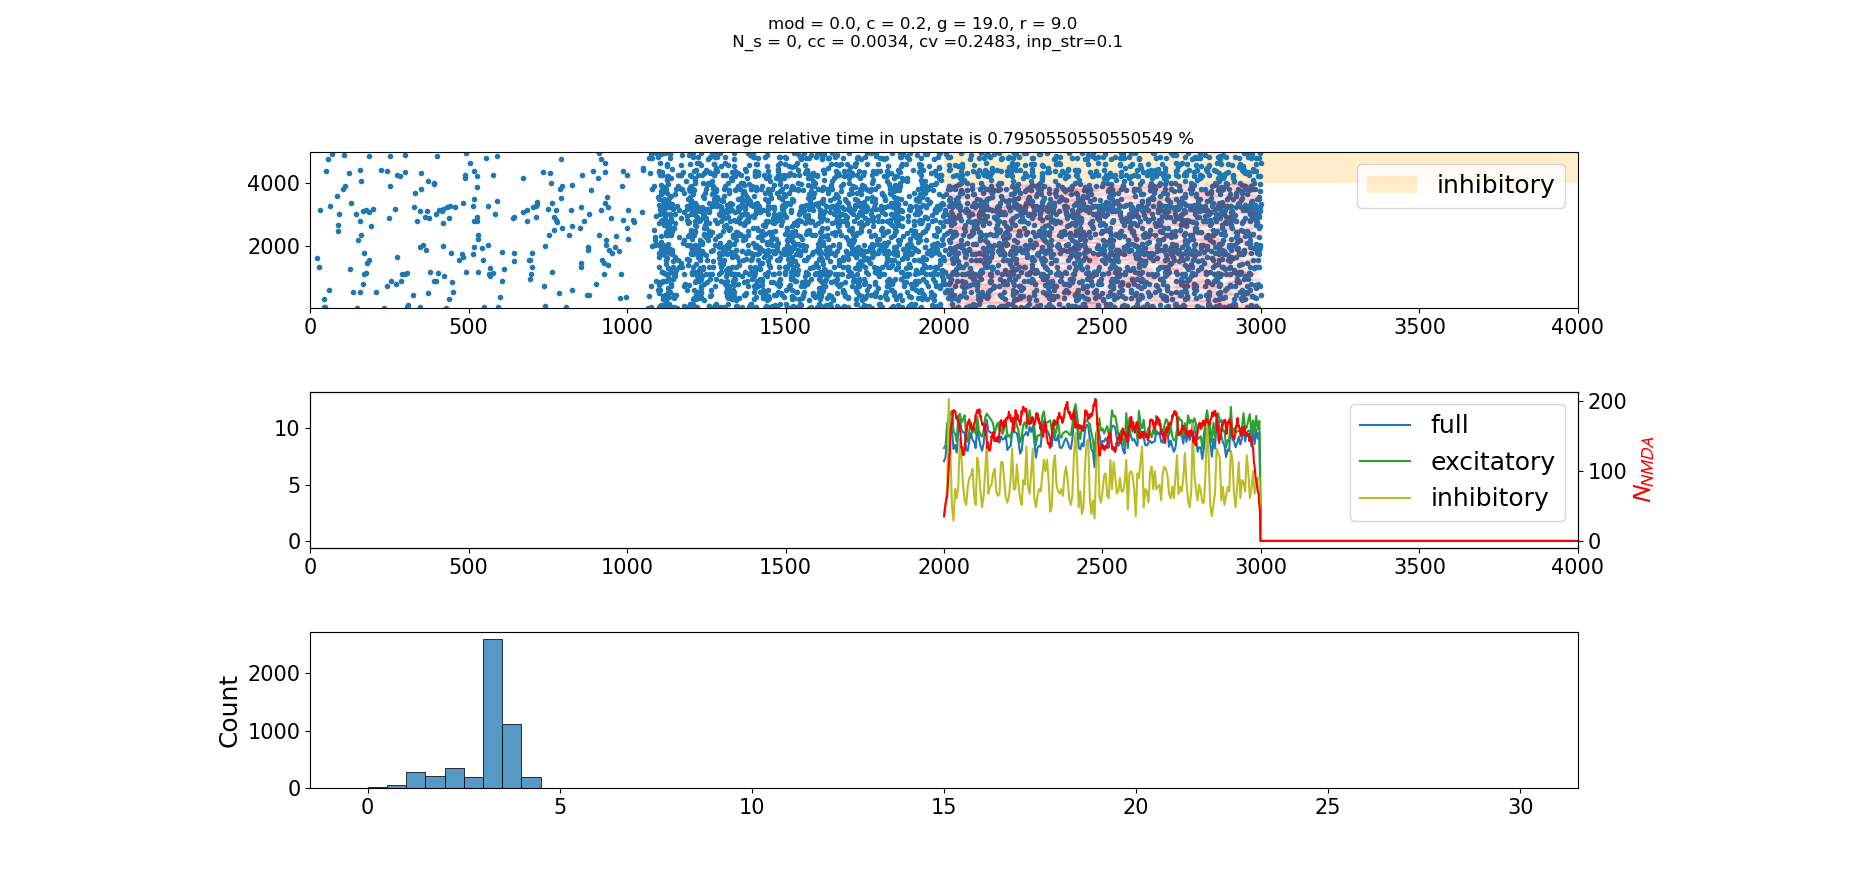 mod = 0.0, c = 0.2, g = 19.0, r = 9.0
N_s = 0, cc = 0.0034, cv =0.2483, inp_str=0.1
average relative time in upstate is 0.7950550550550549 %
4000
2000
inhibitory
0 500 1000 1500 2000 2500 3000 3500 4000
10
5
0
full
excitatory
inhibitory
200
100
0
N_NMDA
0 500 1000 1500 2000 2500 3000 3500 4000
Count
2000
1000
0
0 5 10 15 20 25 30